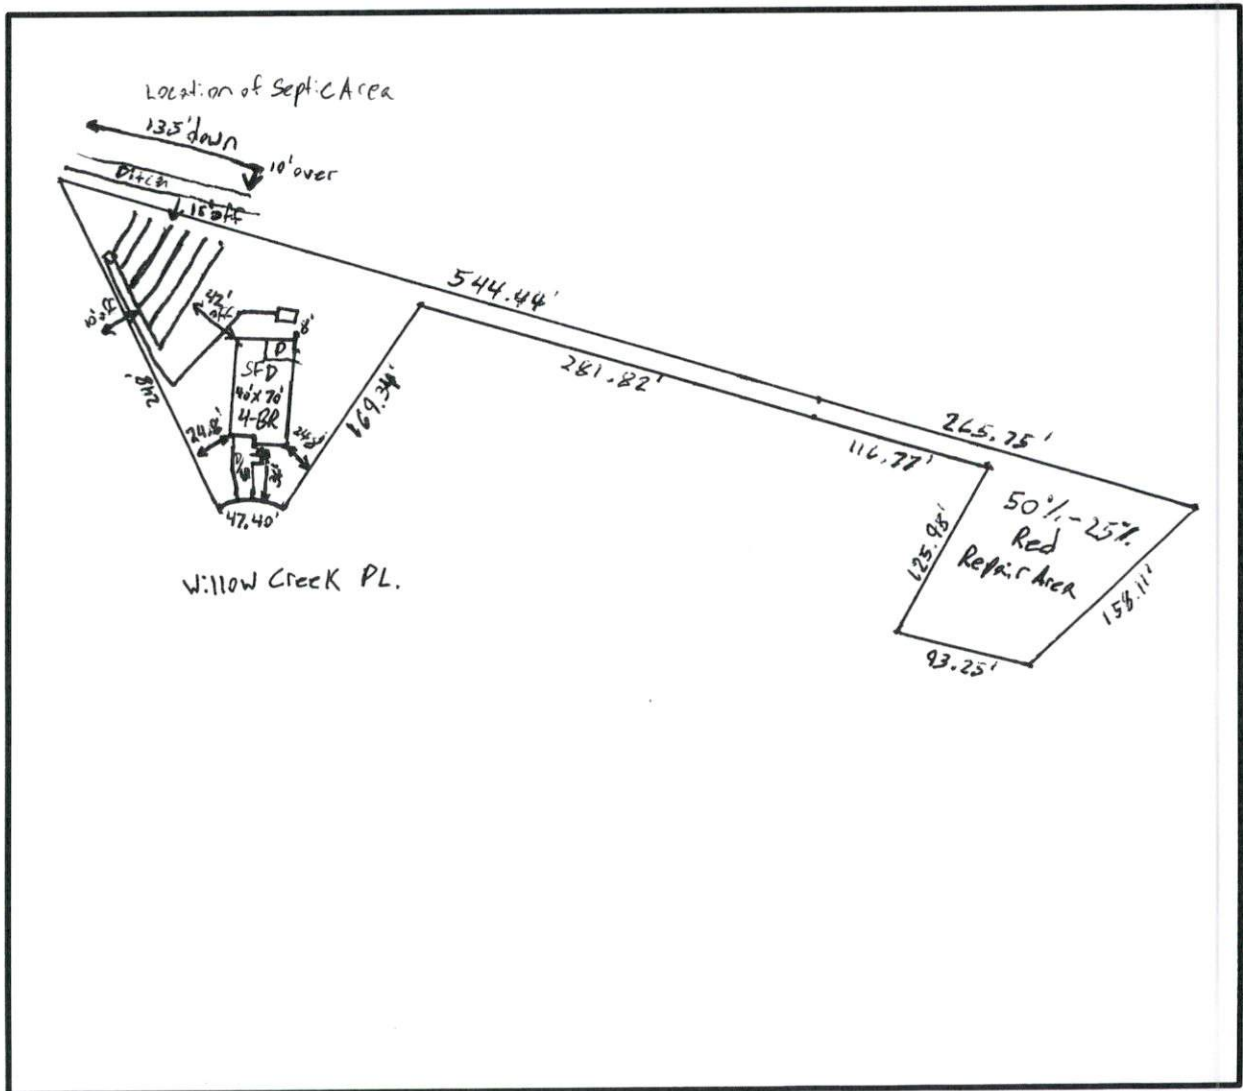 Location of Septic Area
135' down
10' over
Ditch
15' off
10' off
42'
off
8'
D
SFD
40' x 70'
4-BR
248'
24.8'
24.8'
D/W
47.40'
169.34'
544.44'
281.82'
265.75'
116.77'
125.98'
50% - 25%
Red
Repair Area
158.11'
93.25'
Willow Creek PL.